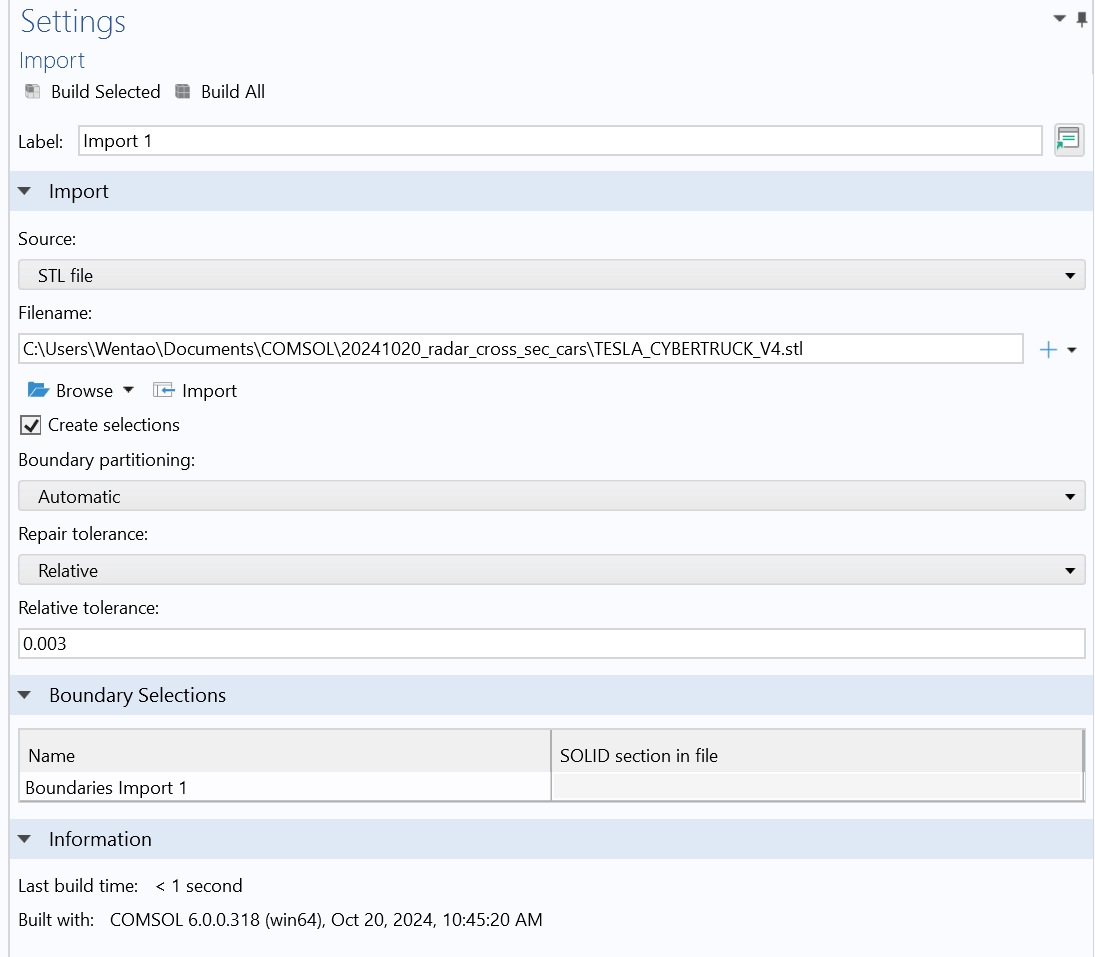 Settings
Import
Build Selected Build All
Label: Import 1
Import
Source:
STL file
Filename:
C:\Users\Wentao\Documents\COMSOL\20241020_radar_cross_sec_cars\TESLA_CYBERTRUCK_V4.stl
Browse Import
Create selections
Boundary partitioning:
Automatic
Repair tolerance:
Relative
Relative tolerance:
0.003
Boundary Selections
Name SOLID section in file
Boundaries Import 1
Information
Last build time: < 1 second
Built with: COMSOL 6.0.0.318 (win64), Oct 20, 2024, 10:45:20 AM